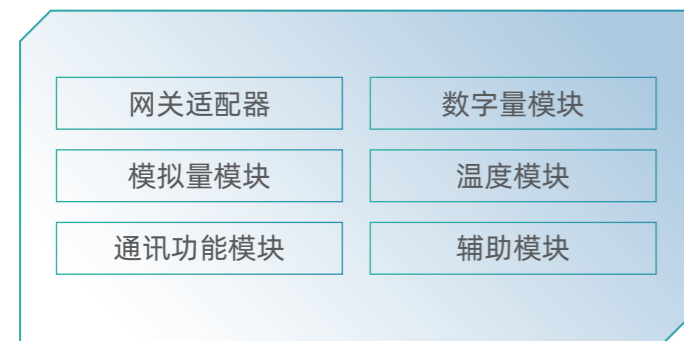 网关适配器
数字量模块
模拟量模块
温度模块
通讯功能模块
辅助模块